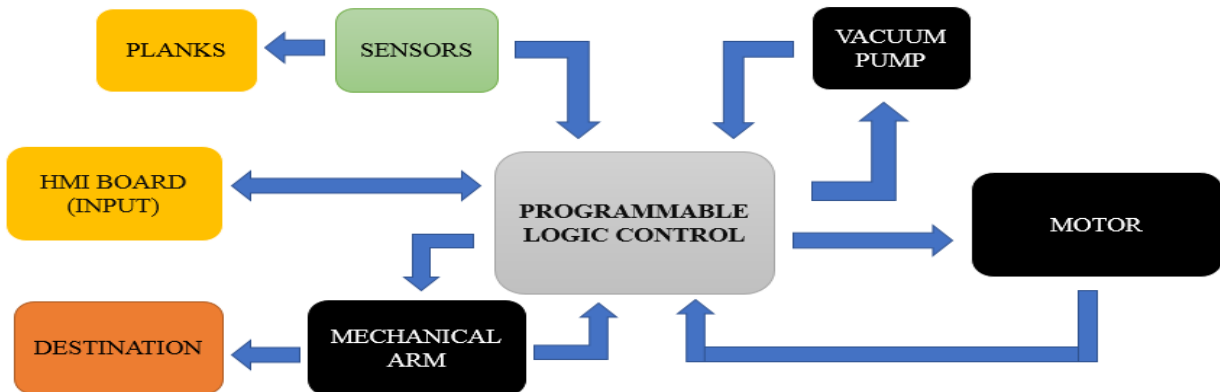 PLANKS
SENSORS
VACUUM
PUMP
HMI BOARD
(INPUT)
PROGRAMMABLE
LOGIC CONTROL
MOTOR
DESTINATION
MECHANICAL
ARM